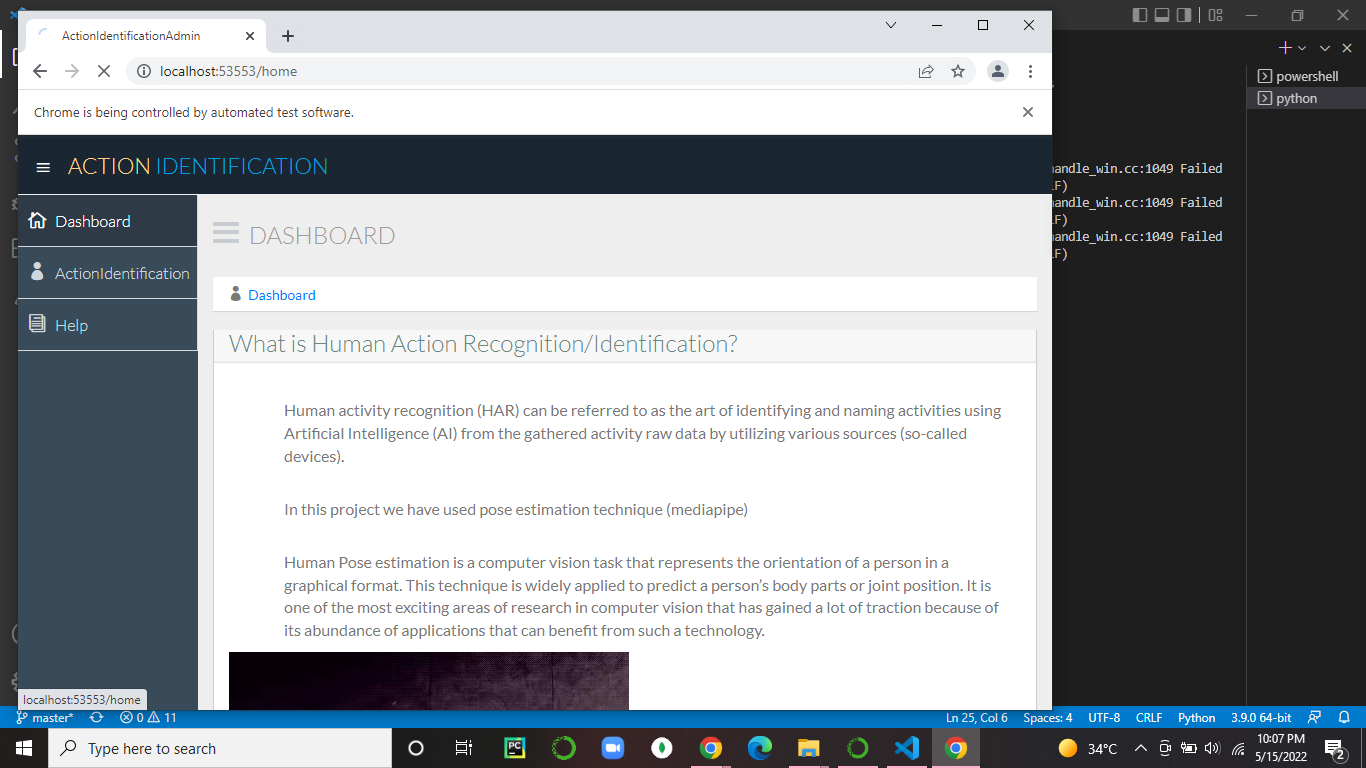 ActionIdentificationAdmin
localhost:53553/home
Chrome is being controlled by automated test software.
ACTION IDENTIFICATION
Dashboard
ActionIdentification
Help
DASHBOARD
Dashboard
What is Human Action Recognition/Identification?
Human activity recognition (HAR) can be referred to as the art of identifying and naming activities using
Artificial Intelligence (AI) from the gathered activity raw data by utilizing various sources (so-called
devices).
In this project we have used pose estimation technique (mediapipe)
Human Pose estimation is a computer vision task that represents the orientation of a person in a
graphical format. This technique is widely applied to predict a person's body parts or joint position. It is
one of the most exciting areas of research in computer vision that has gained a lot of traction because of
its abundance of applications that can benefit from such a technology.
localhost:53553/home
powershell
python
andle_win.cc:1049 Failed
F)
andle_win.cc:1049 Failed
F)
andle_win.cc:1049 Failed
F)
master* 0 11 Ln 25, Col 6 Spaces: 4 UTF-8 CRLF Python 3.9.0 64-bit
Type here to search
PC
34°C
10:07 PM
5/15/2022
2